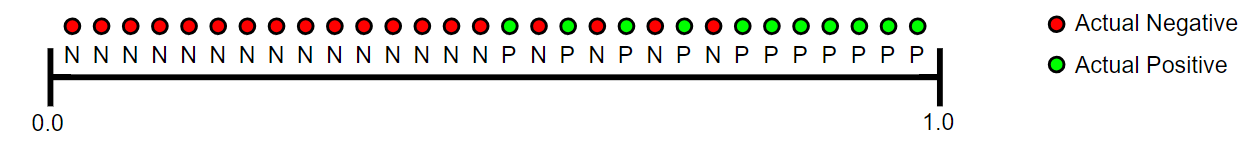 Actual Negative
N N N N N N N N N N N N N N N P N P N P N P N P P P P P P P
Actual Positive
0.0 1.0